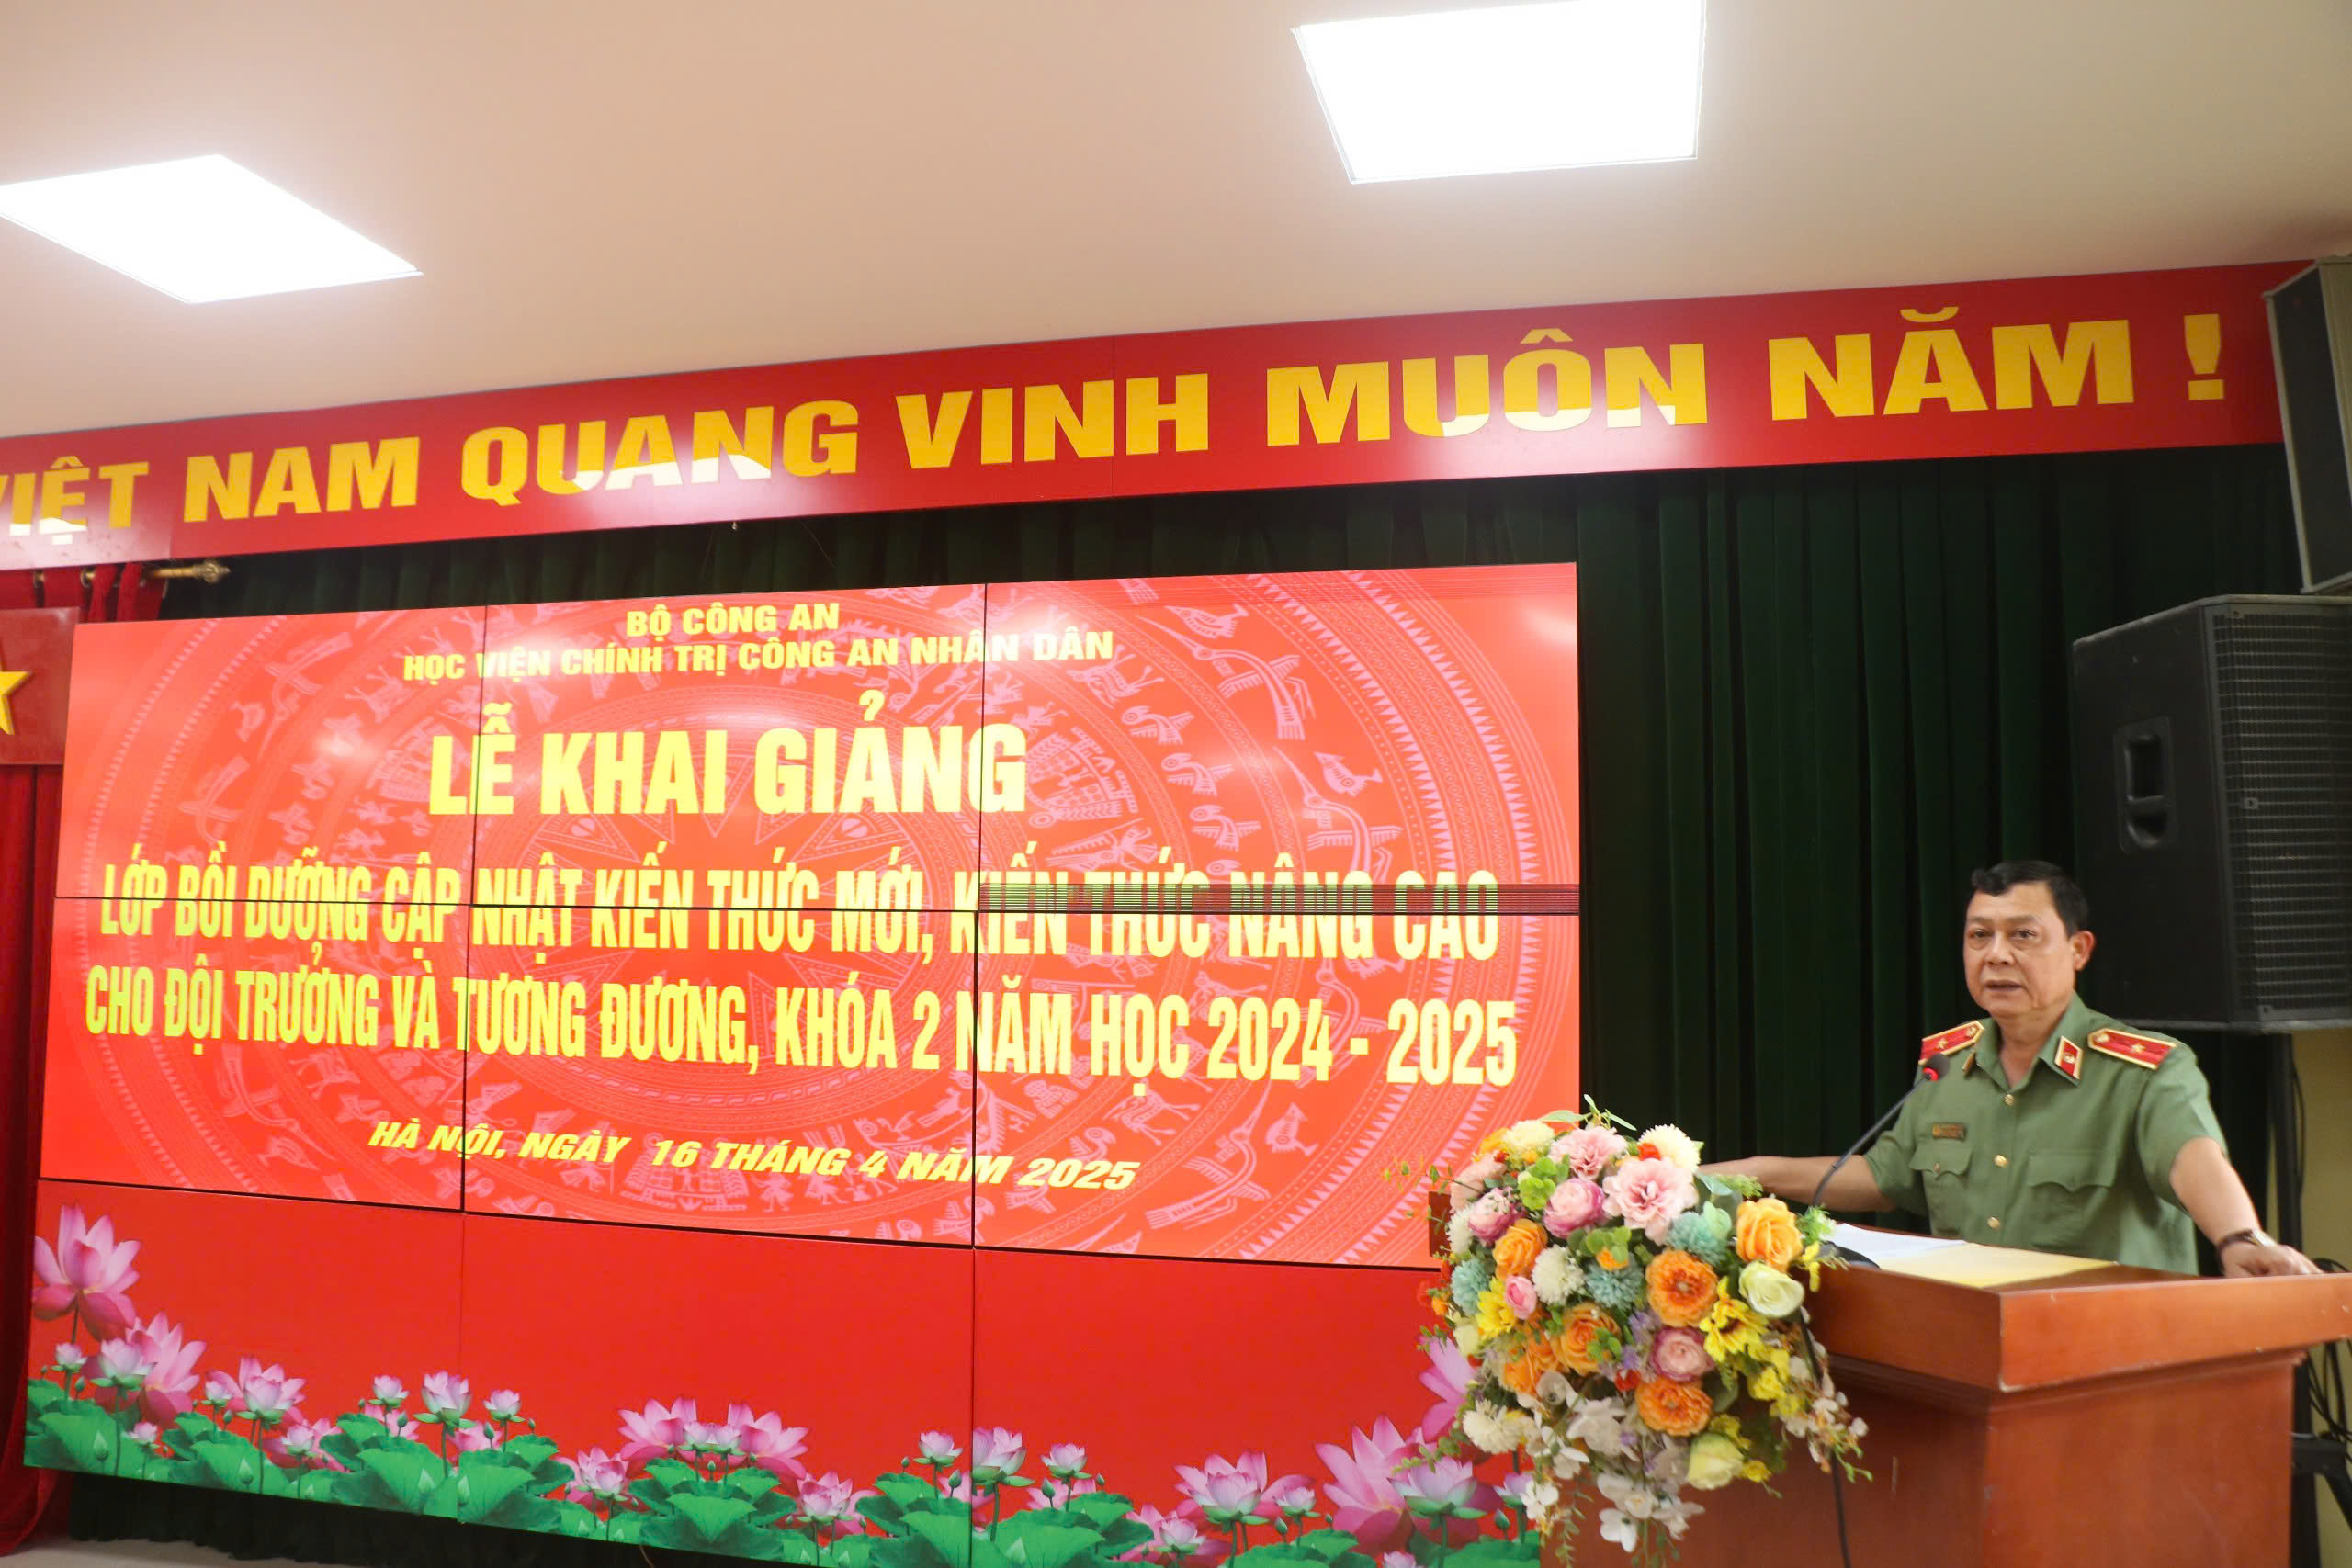 VIỆT NAM QUANG VINH MUÔN NĂM !
BỘ CÔNG AN
HỌC VIỆN CHÍNH TRỊ CÔNG AN NHÂN DÂN
LỄ KHAI GIẢNG
LỚP BỒI DƯỠNG CẬP NHẬT KIẾN THỨC MỚI, KIẾN THỨC NÂNG CAO
CHO ĐỘI TRƯỞNG VÀ TƯƠNG ĐƯƠNG, KHÓA 2 NĂM HỌC 2024 - 2025
HÀ NỘI, NGÀY 16 THÁNG 4 NĂM 2025